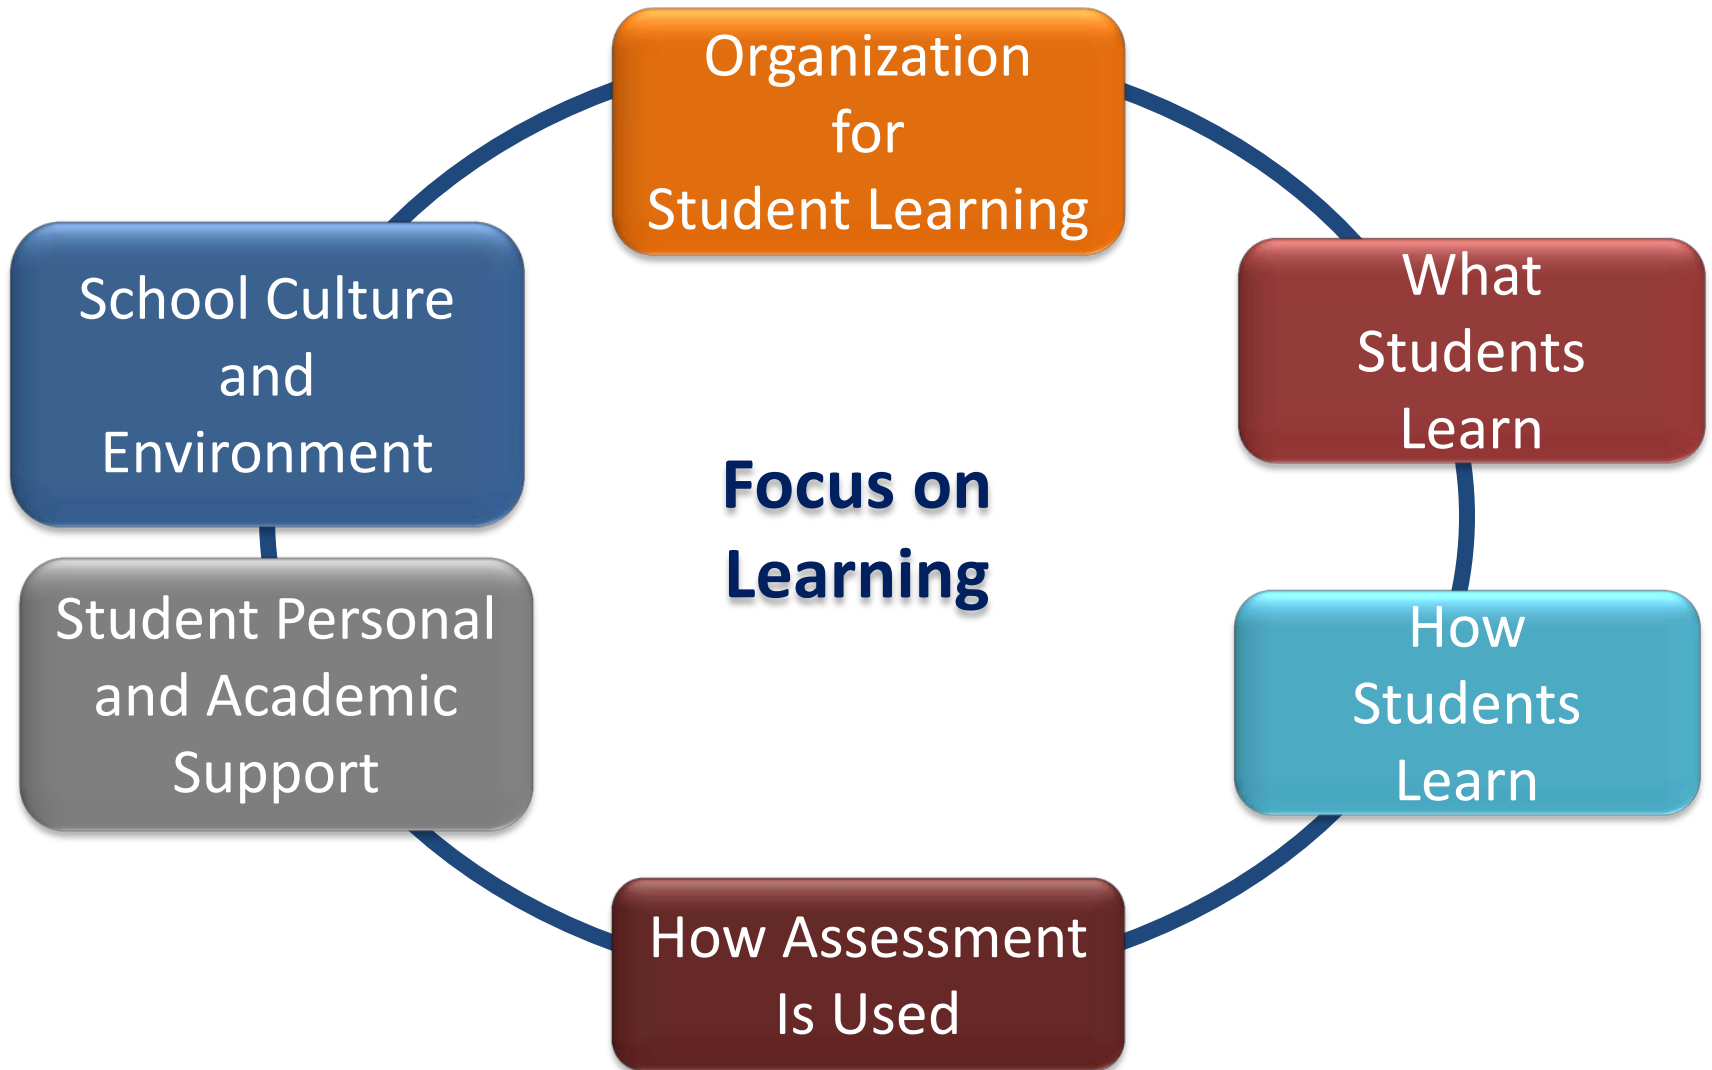 Organization
for
Student Learning
What
Students
Learn
How
Students
Learn
How Assessment
Is Used
Student Personal
and Academic
Support
School Culture
and
Environment
Focus on
Learning